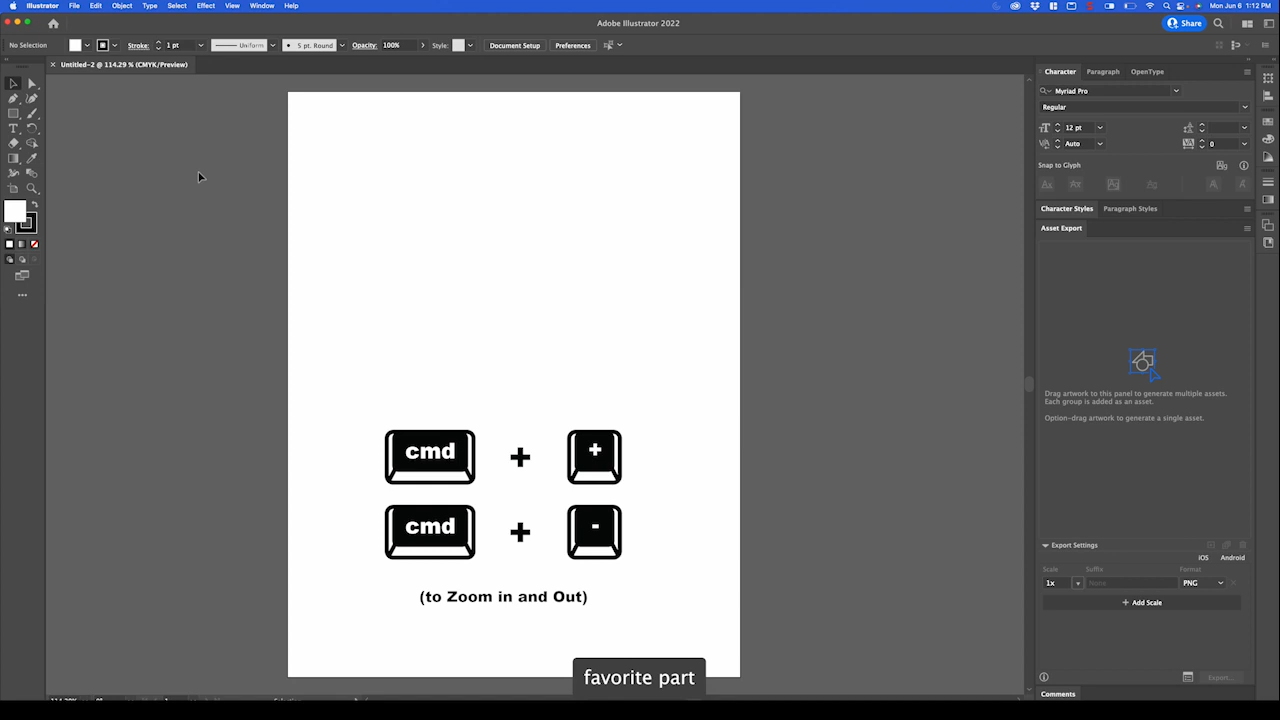 Illustrator File Edit Object Type Select Effect View Window Help Mon Jun 6 1:12 PM
Adobe Illustrator 2022
Share
No Selection Stroke: 1 pt Uniform 5 pt. Round Opacity: 100% Style: Document Setup Preferences
× Untitled-2 @ 114.29 % (CMYK/Preview)
Character Paragraph OpenType
Myriad Pro
Regular
12 pt
Auto 0
Snap to Glyph
Character Styles Paragraph Styles
Asset Export
Drag artwork to this panel to generate multiple assets.
Each group is added as an asset.
Option-drag artwork to generate a single asset.
cmd + +
cmd + -
(to Zoom in and Out)
Export Settings
iOS Android
Scale Suffix Format
1x None PNG
+ Add Scale
favorite part
Export...
Comments